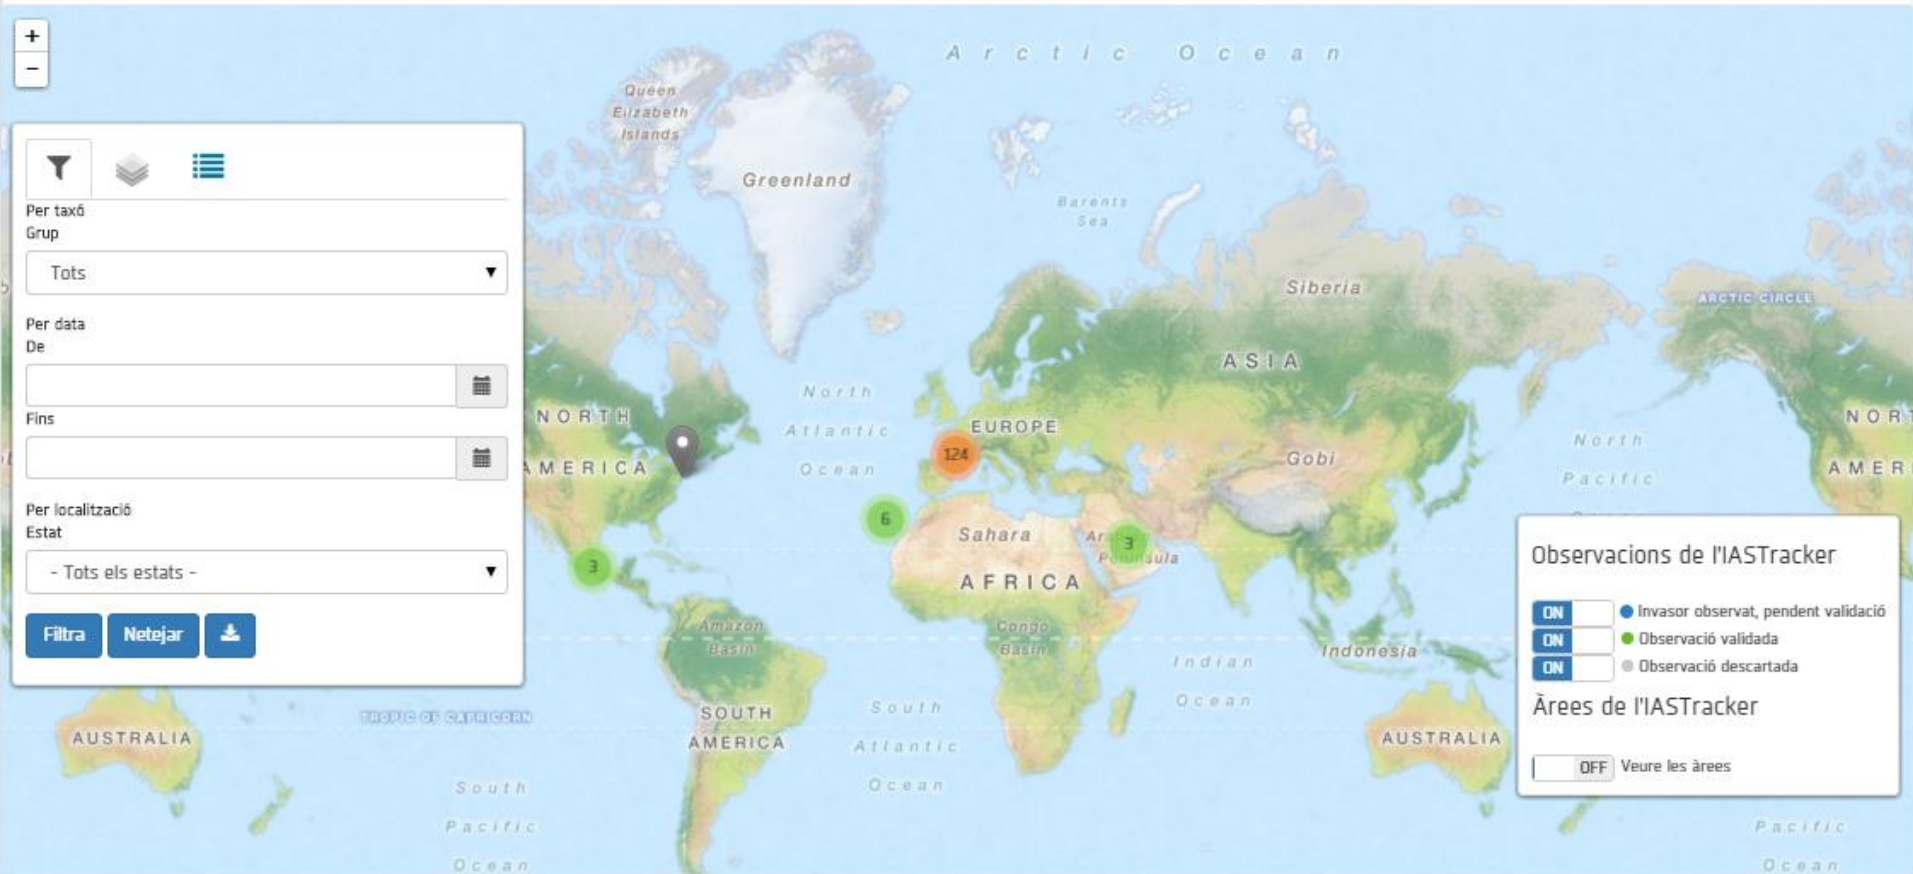 +
−
Per taxó
Grup
Tots
Per data
De
Fins
Per localització
Estat
- Tots els estats -
Filtra
Netejar
Arctic Ocean
Queen
Elizabeth
Islands
Greenland
Barents
Sea
Siberia
ARCTIC CIRCLE
ASIA
North
Atlantic
Ocean
NORTH
AMERICA
EUROPE
124
Gobi
North
Pacific
NORT
AMER
6
Sahara
3
AFRICA
3
Amazon
Basin
Congo
Basin
Indian
Ocean
Indonesia
TROPIC OF CAPRICORN
AUSTRALIA
SOUTH
AMERICA
South
Atlantic
Ocean
AUSTRALIA
South
Pacific
Ocean
Pacific
Ocean
Observacions de l'IASTracker
ON Invasor observat, pendent validació
ON Observació validada
ON Observació descartada
Àrees de l'IASTracker
OFF Veure les àrees